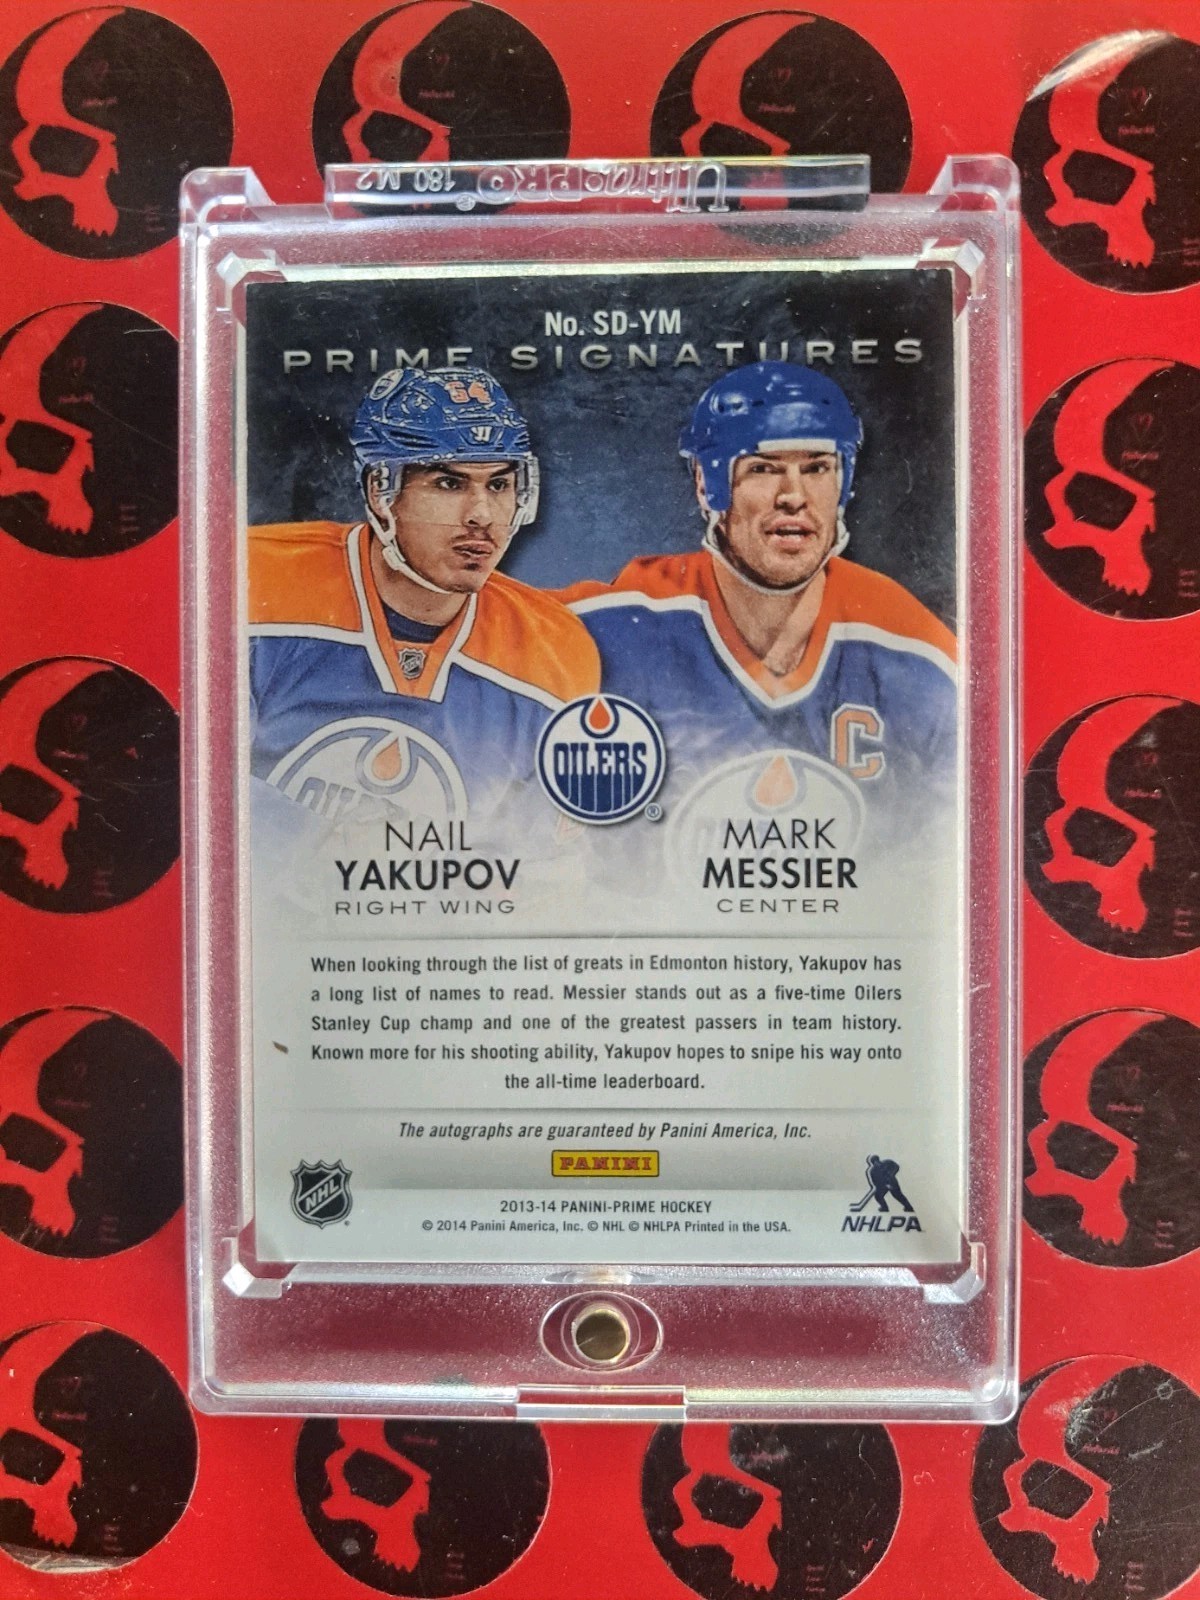 UltraPRO® 180 M2
No. SD-YM
PRIME SIGNATURES
64
OILERS
®
C
NAIL
YAKUPOV
RIGHT WING
MARK
MESSIER
CENTER
When looking through the list of greats in Edmonton history, Yakupov has
a long list of names to read. Messier stands out as a five-time Oilers
Stanley Cup champ and one of the greatest passers in team history.
Known more for his shooting ability, Yakupov hopes to snipe his way onto
the all-time leaderboard.
The autographs are guaranteed by Panini America, Inc.
PANINI
NHL
2013-14 PANINI-PRIME HOCKEY
© 2014 Panini America, Inc. © NHL © NHLPA Printed in the USA.
NHLPA